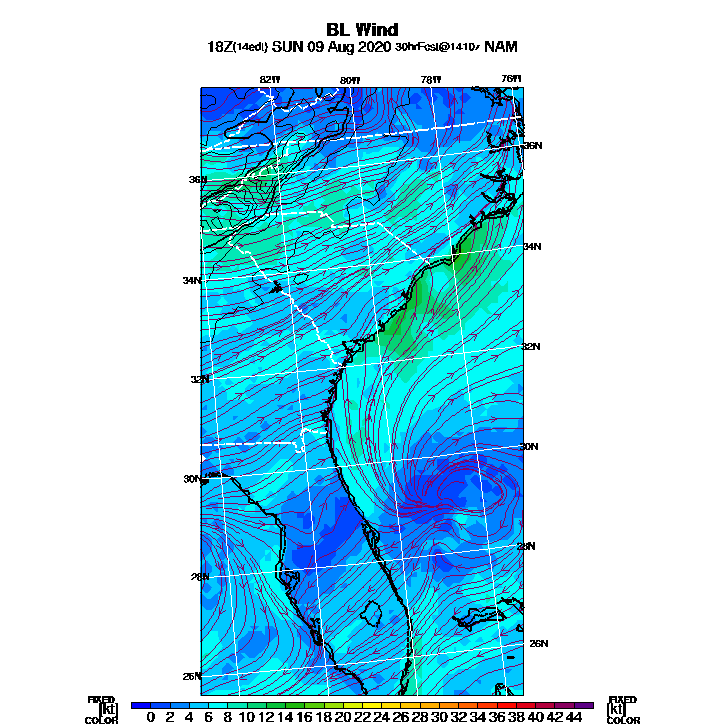 BL Wind
18Z(14edt) SUN 09 Aug 2020 30hrFcst@1410z NAM
82W 80W 78W 76W
36N 36N
34N 34N
32N 32N
30N 30N
28N 28N
26N 26N
FIXED FIXED
[kt] 0 2 4 6 8 10 12 14 16 18 20 22 24 26 28 30 32 34 36 38 40 42 44 [kt]
COLOR COLOR